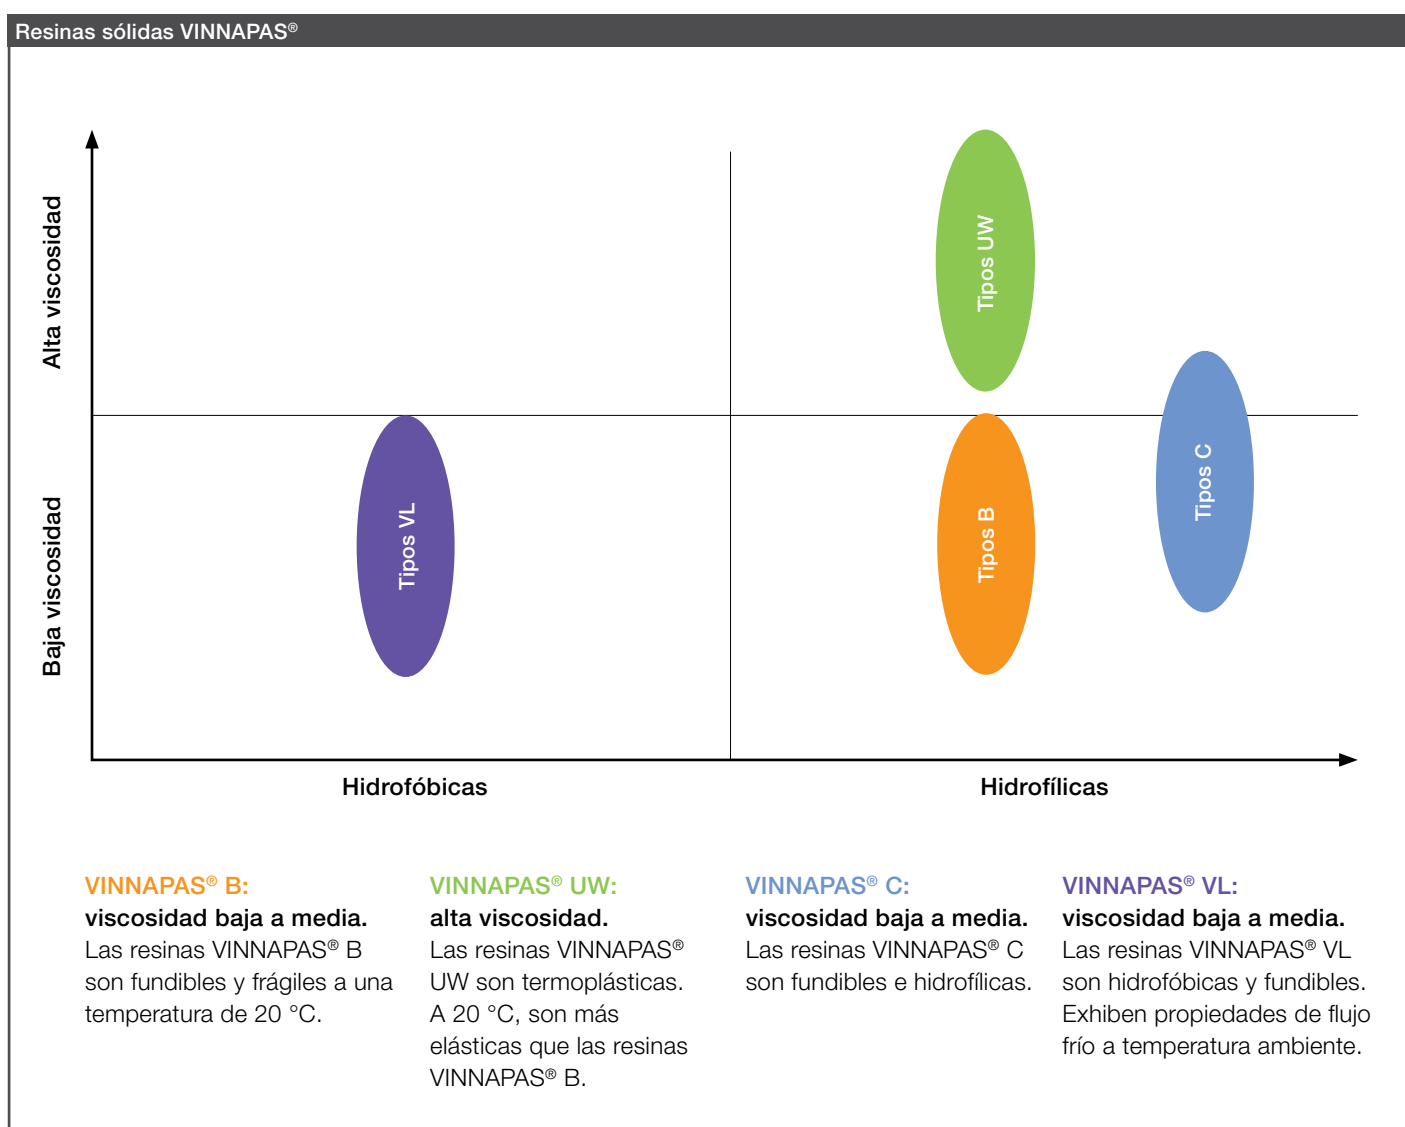 Resinas sólidas VINNAPAS®
Alta viscosidad
Baja viscosidad
Tipos UW
Tipos C
Tipos VL
Tipos B
Hidrofóbicas
Hidrofílicas
VINNAPAS® B:
viscosidad baja a media.
Las resinas VINNAPAS® B
son fundibles y frágiles a una
temperatura de 20 °C.
VINNAPAS® UW:
alta viscosidad.
Las resinas VINNAPAS®
UW son termoplásticas.
A 20 °C, son más
elásticas que las resinas
VINNAPAS® B.
VINNAPAS® C:
viscosidad baja a media.
Las resinas VINNAPAS® C
son fundibles e hidrofílicas.
VINNAPAS® VL:
viscosidad baja a media.
Las resinas VINNAPAS® VL
son hidrofóbicas y fundibles.
Exhiben propiedades de flujo
frío a temperatura ambiente.